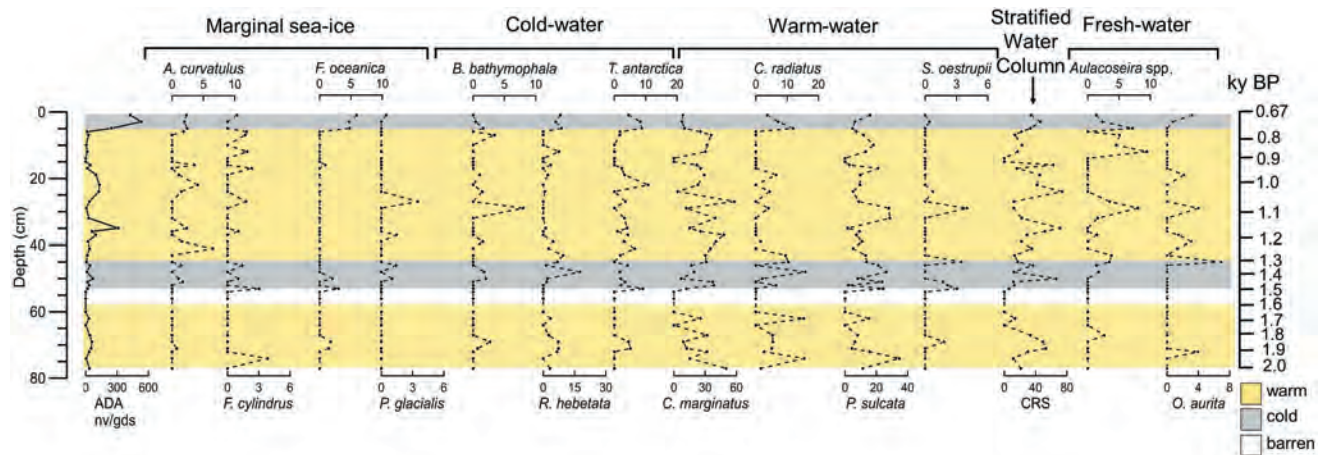 Marginal sea-ice Cold-water Warm-water Stratified Water Column Fresh-water
A. curvatulus F. oceanica B. bathymophala T. antarctica C. radiatus S. oestrupii Aulacoseira spp, ky BP
0 5 10 0 5 10 0 5 10 0 10 20 0 10 20 0 3 6 0 5 10
0 0.67
0.8
0.9
20 1.0
1.1
40 1.2
1.3
1.4
1.5
60 1.6
1.7
1.8
1.9
80 2.0
Depth (cm)
0 300 600 0 3 6 0 3 6 0 15 30 0 30 60 0 20 40 0 40 80 0 4 8
ADA F. cylindrus P. glacialis R. hebetata C. marginatus P. sulcata CRS O. aurita
nv/gds
warm
cold
barren